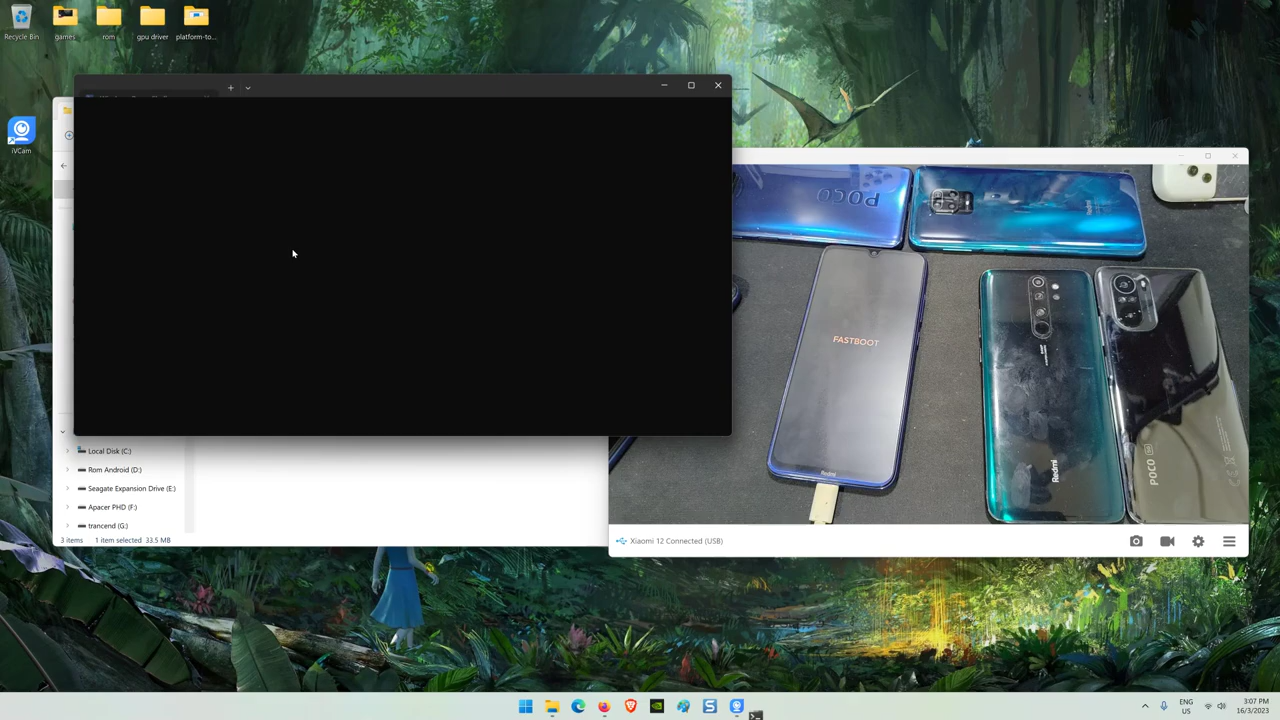 Recycle Bin
games
rom
gpu driver
platform-to...
iVCam
POCO
Redmi
FASTBOOT
Redmi
Redmi
POCO
Local Disk (C:)
Rom Android (D:)
Seagate Expansion Drive (E:)
Apacer PHD (F:)
trancend (G:)
3 items 1 item selected 33.5 MB
Xiaomi 12 Connected (USB)
ENG
US
3:07 PM
16/3/2023